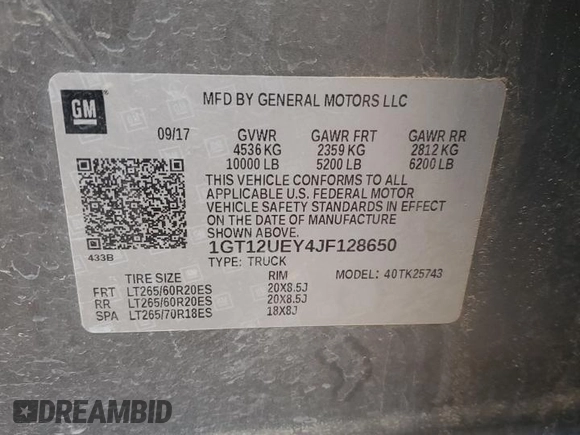 GM
®
MFD BY GENERAL MOTORS LLC
09/17 GVWR GAWR FRT GAWR RR
4536 KG 2359 KG 2812 KG
10000 LB 5200 LB 6200 LB
THIS VEHICLE CONFORMS TO ALL
APPLICABLE U.S. FEDERAL MOTOR
VEHICLE SAFETY STANDARDS IN EFFECT
ON THE DATE OF MANUFACTURE
SHOWN ABOVE.
433B
1GT12UEY4JF128650
TYPE: TRUCK
TIRE SIZE RIM MODEL: 40TK25743
FRT LT265/60R20ES 20X8.5J
RR LT265/60R20ES 20X8.5J
SPA LT265/70R18ES 18X8J
DREAMBID